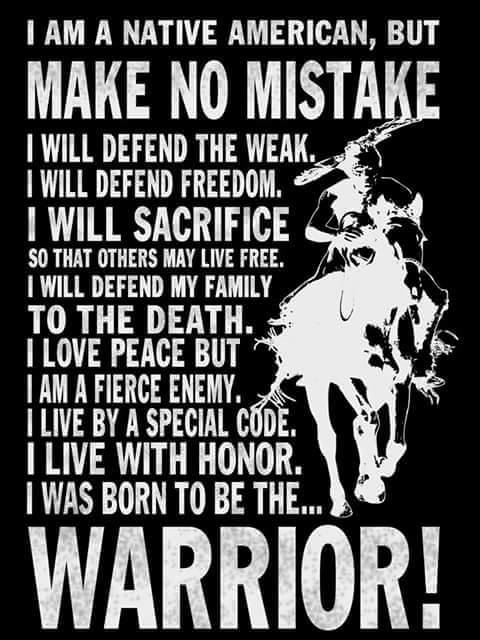 I AM A NATIVE AMERICAN, BUT
MAKE NO MISTAKE
I WILL DEFEND THE WEAK.
I WILL DEFEND FREEDOM.
I WILL SACRIFICE
SO THAT OTHERS MAY LIVE FREE.
I WILL DEFEND MY FAMILY
TO THE DEATH.
I LOVE PEACE BUT
I AM A FIERCE ENEMY.
I LIVE BY A SPECIAL CODE.
I LIVE WITH HONOR.
I WAS BORN TO BE THE...
WARRIOR!